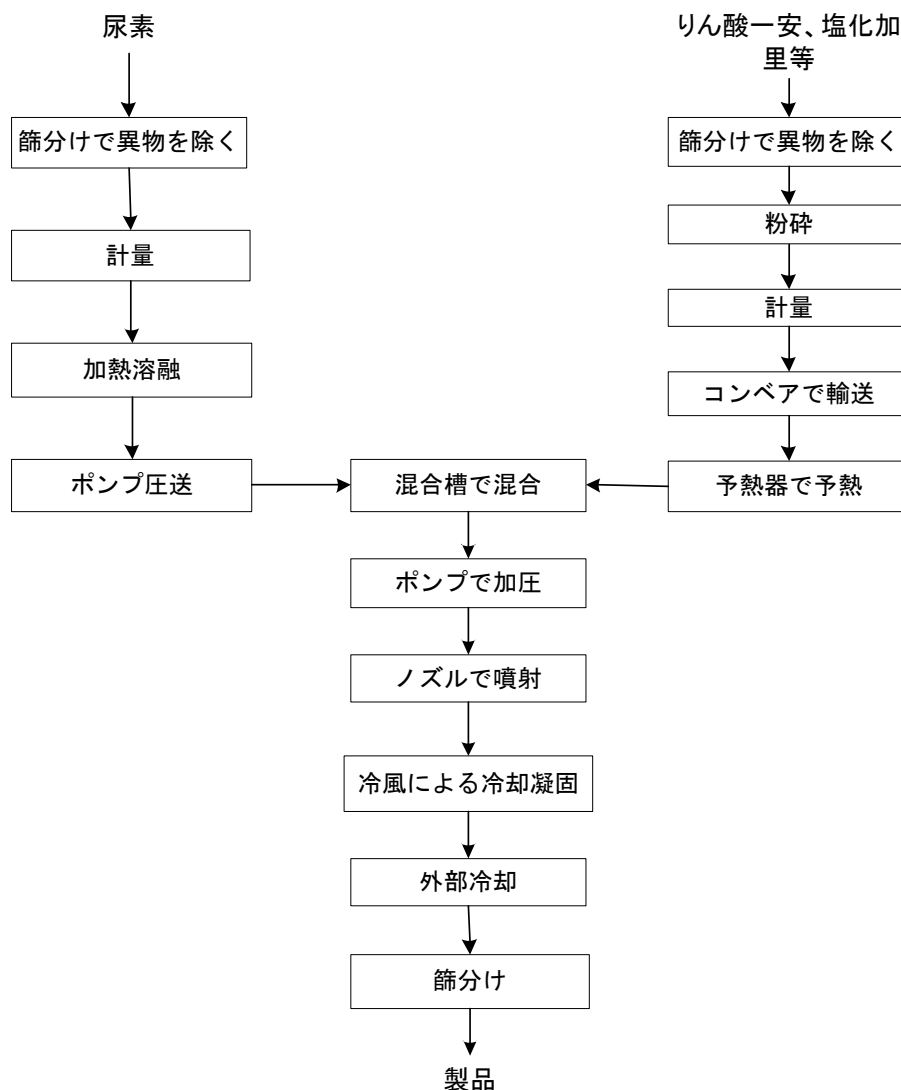 尿素
篩分けで異物を除く
計量
加熱溶融
ポンプ圧送
りん酸一安、塩化加
里等
篩分けで異物を除く
粉砕
計量
コンベアで輸送
予熱器で予熱
混合槽で混合
ポンプで加圧
ノズルで噴射
冷風による冷却凝固
外部冷却
篩分け
製品